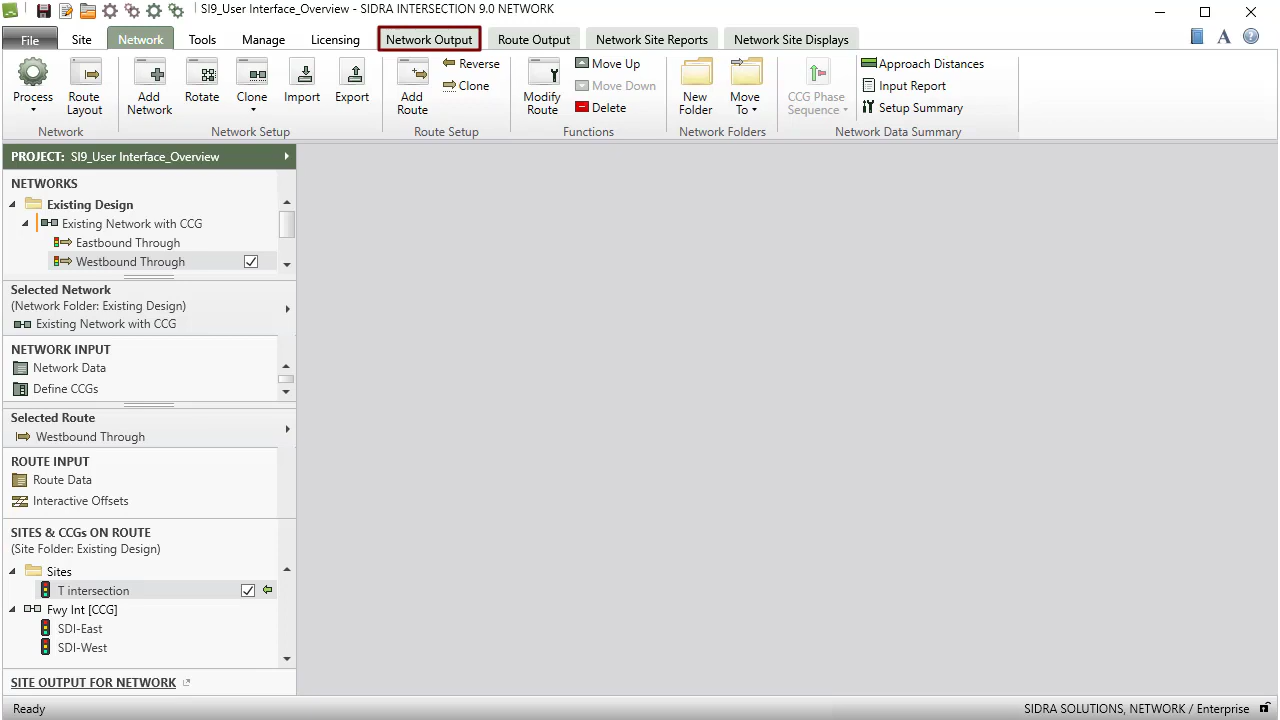 SI9_User Interface_Overview - SIDRA INTERSECTION 9.0 NETWORK
File Site Network Tools Manage Licensing Network Output Route Output Network Site Reports Network Site Displays
Process
Route Layout
Network
Add Network
Rotate
Clone
Import
Export
Network Setup
Add Route
Reverse
Clone
Route Setup
Modify Route
Move Up
Move Down
Delete
Functions
New Folder
Move To
Network Folders
CCG Phase Sequence
Approach Distances
Input Report
Setup Summary
Network Data Summary
PROJECT: SI9_User Interface_Overview
NETWORKS
Existing Design
Existing Network with CCG
Eastbound Through
Westbound Through
Selected Network
(Network Folder: Existing Design)
Existing Network with CCG
NETWORK INPUT
Network Data
Define CCGs
Selected Route
Westbound Through
ROUTE INPUT
Route Data
Interactive Offsets
SITES & CCGs ON ROUTE
(Site Folder: Existing Design)
Sites
T intersection
Fwy Int [CCG]
SDI-East
SDI-West
SITE OUTPUT FOR NETWORK
Ready
SIDRA SOLUTIONS, NETWORK / Enterprise